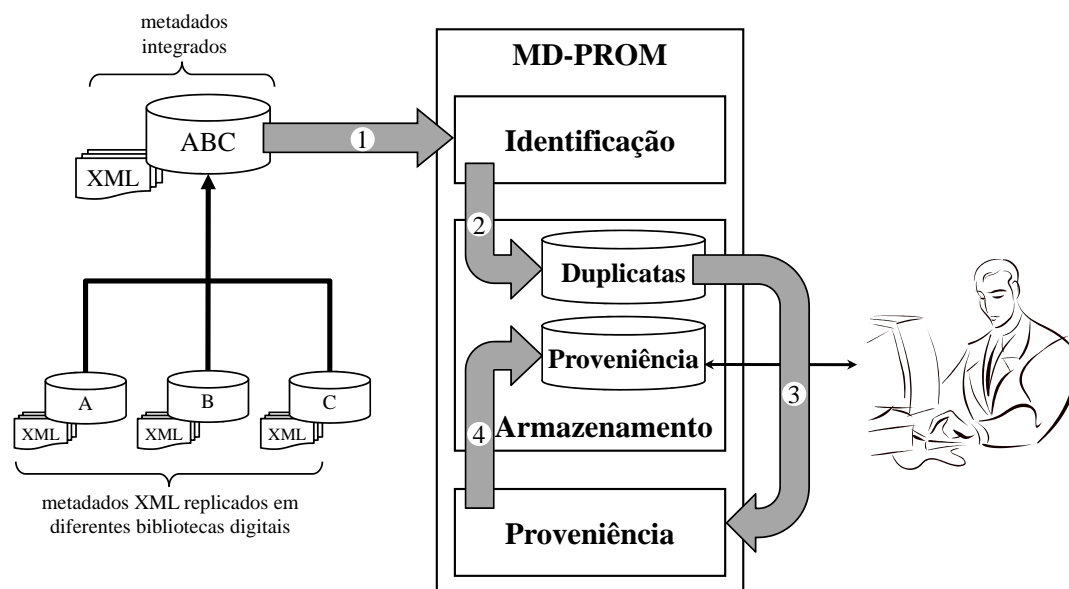 metadados
integrados
ABC
XML
A
B
C
XML
XML
XML
metadados XML replicados em
diferentes bibliotecas digitais
MD-PROM
1
Identificação
2
Duplicatas
Proveniência
3
4
Armazenamento
Proveniência